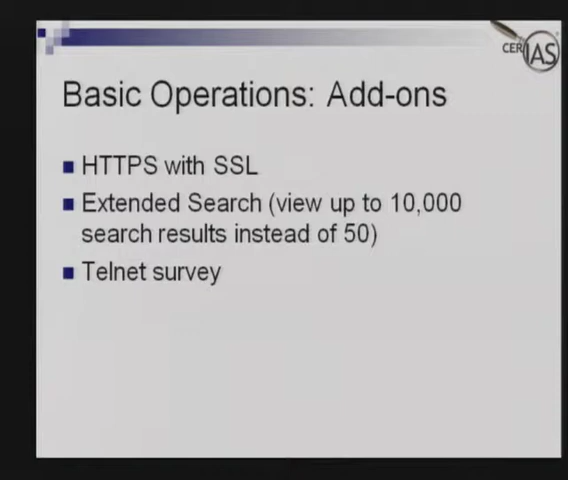 CERIAS
Basic Operations: Add-ons
HTTPS with SSL
Extended Search (view up to 10,000
search results instead of 50)
Telnet survey